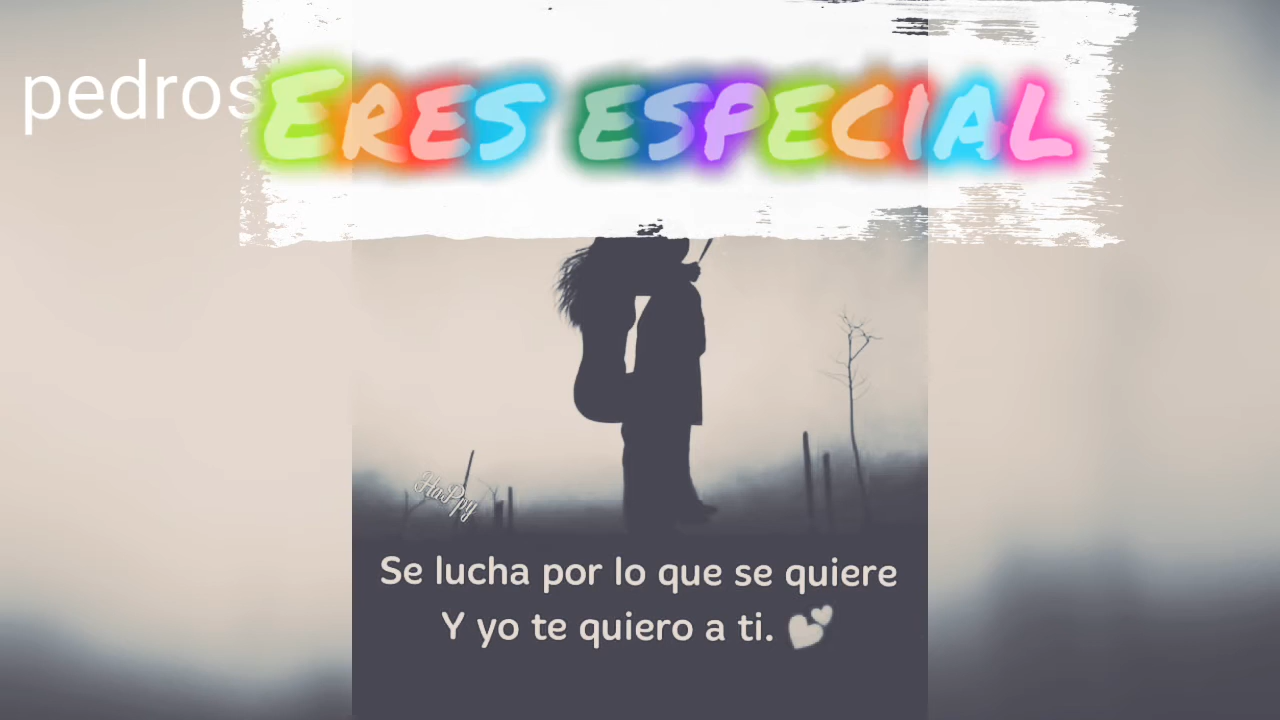 pedros
ERES ESPECIAL
HaPpy
Se lucha por lo que se quiere
Y yo te quiero a ti. 💕